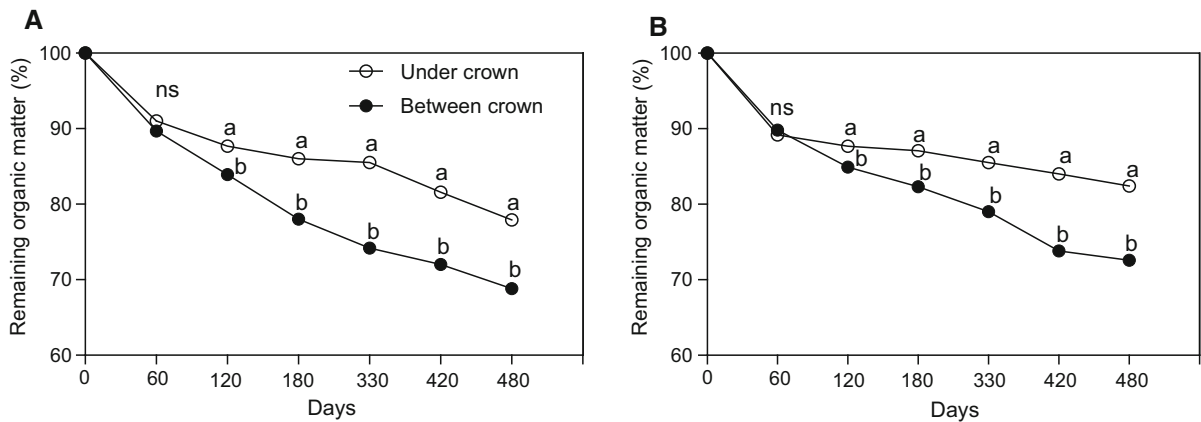 A
Remaining organic matter (%)
100
90
80
70
60
ns
a
a
a
a
a
b
b
b
b
b
Under crown
Between crown
0 60 120 180 330 420 480
Days
B
Remaining organic matter (%)
100
90
80
70
60
ns
a
a
a
a
a
b
b
b
b
b
0 60 120 180 330 420 480
Days